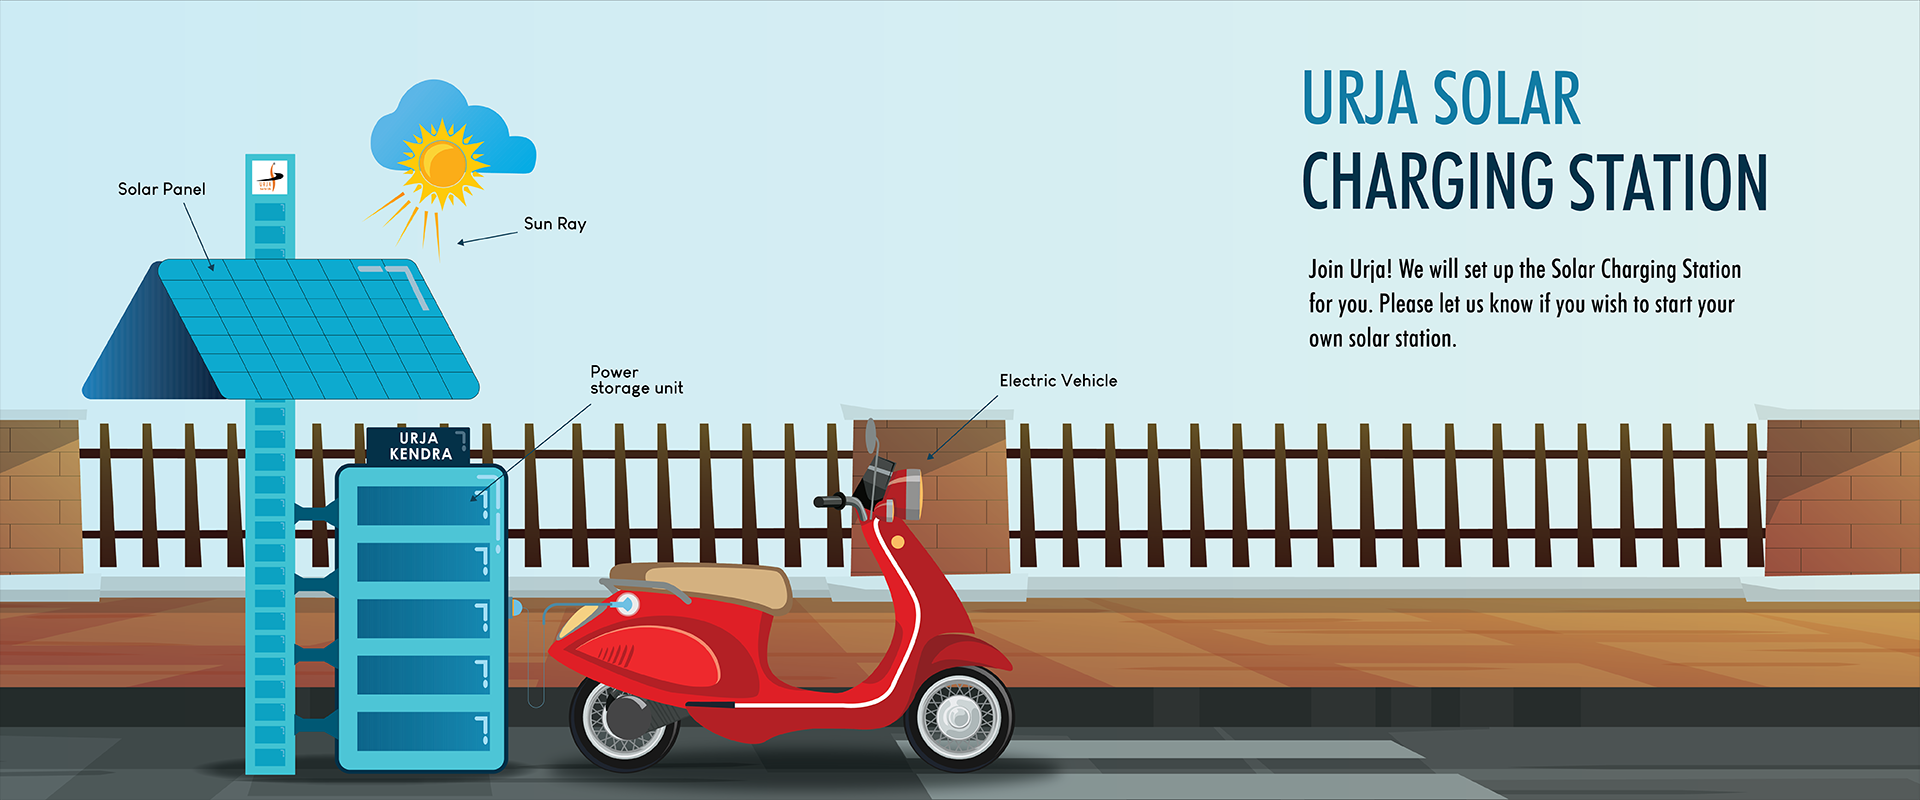 URJA SOLAR
CHARGING STATION
Join Urja! We will set up the Solar Charging Station
for you. Please let us know if you wish to start your
own solar station.
Solar Panel
URJA
Sun Ray
Power
storage unit
Electric Vehicle
URJA
KENDRA